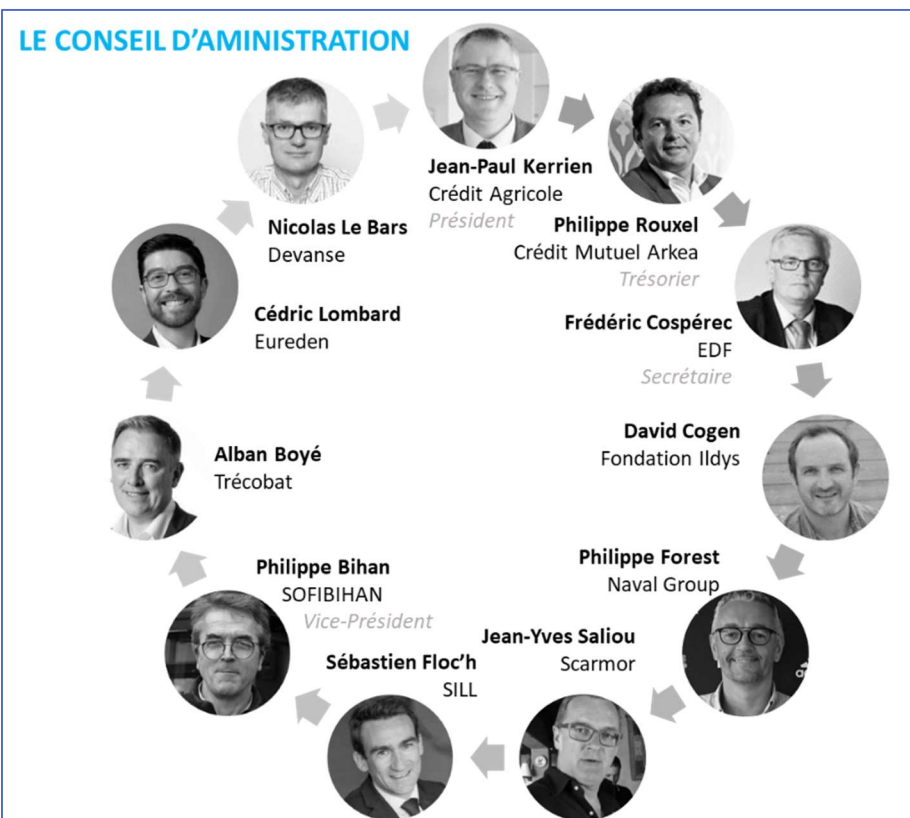 LE CONSEIL D’AMINISTRATION
Jean-Paul Kerrien
Crédit Agricole
Président
Philippe Rouxel
Crédit Mutuel Arkea
Trésorier
Frédéric Cospérec
EDF
Secrétaire
David Cogen
Fondation Ildys
Philippe Forest
Naval Group
Jean-Yves Saliou
Scarmor
Sébastien Floc’h
SILL
Philippe Bihan
SOFIBIHAN
Vice-Président
Alban Boyé
Trécobat
Cédric Lombard
Eureden
Nicolas Le Bars
Devanse